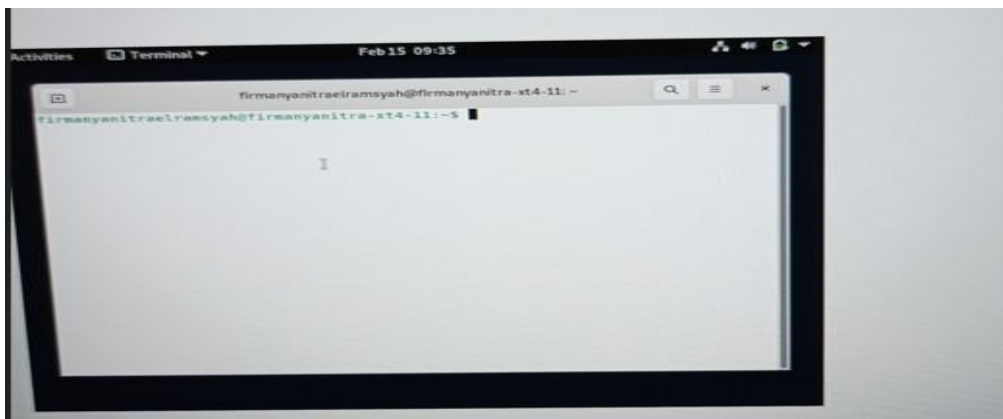 Activities Terminal Feb 15 09:35
firmanyanitraelramsyah@firmanyanitra-xt4-11: ~
firmanyanitraelramsyah@firmanyanitra-xt4-11:~$